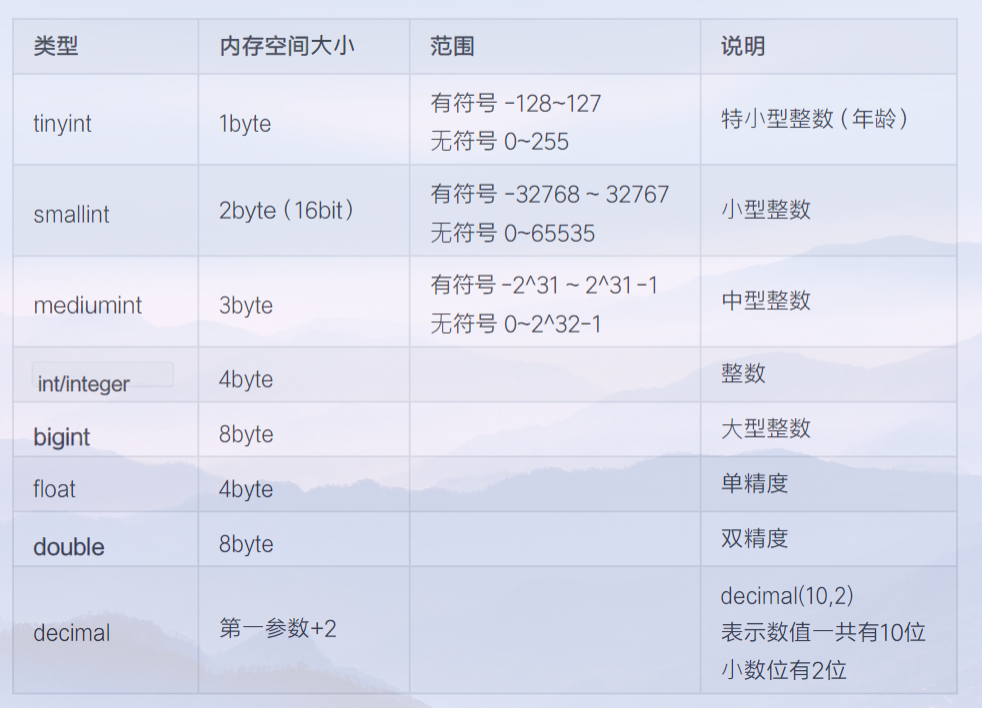 类型 内存空间大小 范围 说明
tinyint 1byte 有符号 -128~127 特小型整数（年龄）
无符号 0~255
smallint 2byte（16bit） 有符号 -32768 ~ 32767 小型整数
无符号 0~65535
mediumint 3byte 有符号 -2^31 ~ 2^31-1 中型整数
无符号 0~2^32-1
int/integer 4byte 整数
bigint 8byte 大型整数
float 4byte 单精度
double 8byte 双精度
decimal 第一参数+2 decimal(10,2)
表示数值一共有10位
小数位有2位